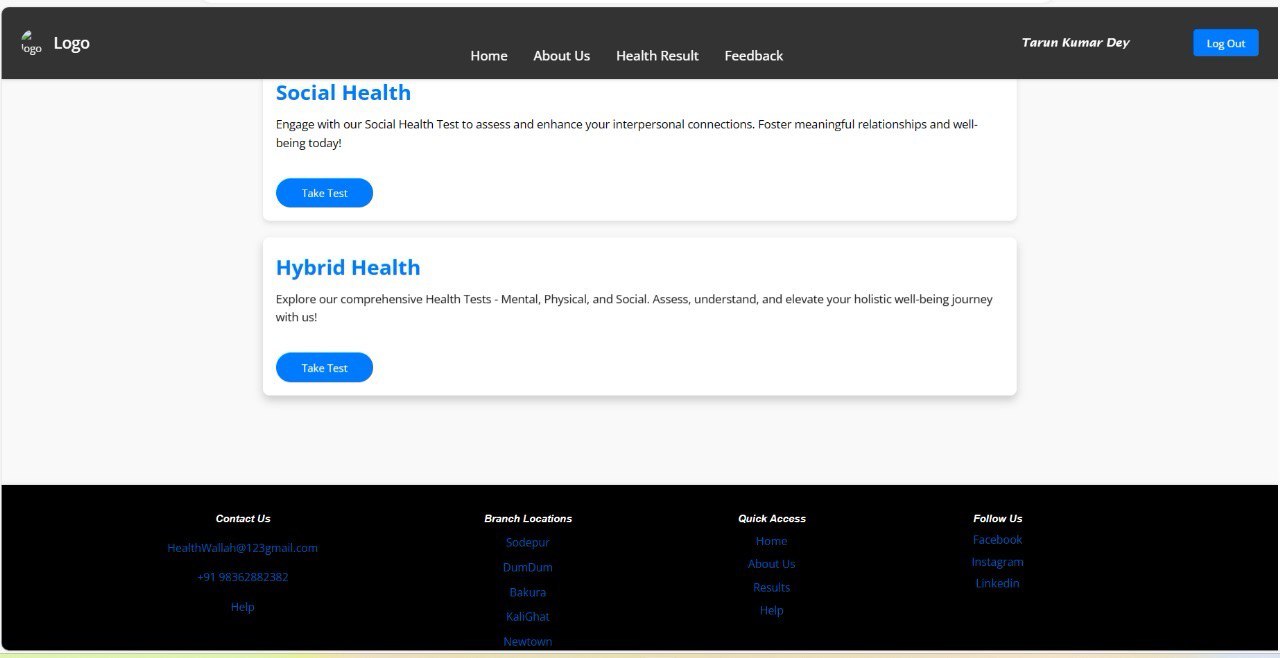 logo Logo
Home About Us Health Result Feedback
Tarun Kumar Dey
Log Out
Social Health
Engage with our Social Health Test to assess and enhance your interpersonal connections. Foster meaningful relationships and well-
being today!
Take Test
Hybrid Health
Explore our comprehensive Health Tests - Mental, Physical, and Social. Assess, understand, and elevate your holistic well-being journey
with us!
Take Test
Contact Us
HealthWallah@123gmail.com
+91 98362882382
Help
Branch Locations
Sodepur
DumDum
Bakura
KaliGhat
Newtown
Quick Access
Home
About Us
Results
Help
Follow Us
Facebook
Instagram
Linkedin